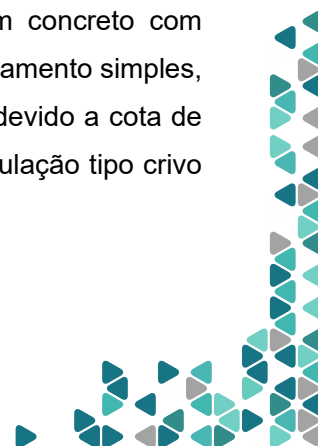 concreto com
amento simples,
devido a cota de
ulação tipo crivo